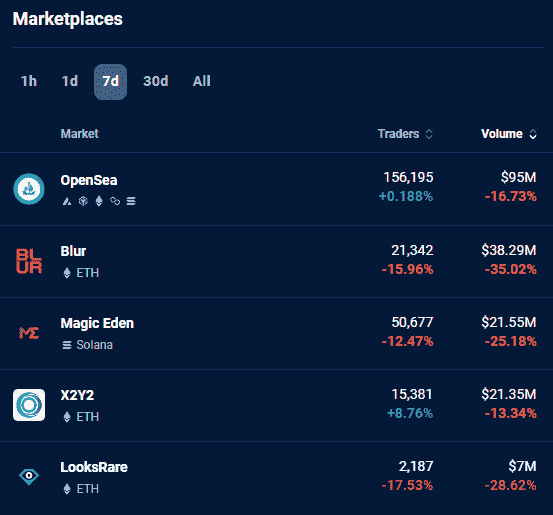 Marketplaces
1h 1d 7d 30d All
Market Traders Volume
OpenSea 156,195 $95M
+0.188% -16.73%
BL
UR
Blur 21,342 $38.29M
ETH -15.96% -35.02%
ME
Magic Eden 50,677 $21.55M
Solana -12.47% -25.18%
X2Y2 15,381 $21.35M
ETH +8.76% -13.34%
LooksRare 2,187 $7M
ETH -17.53% -28.62%